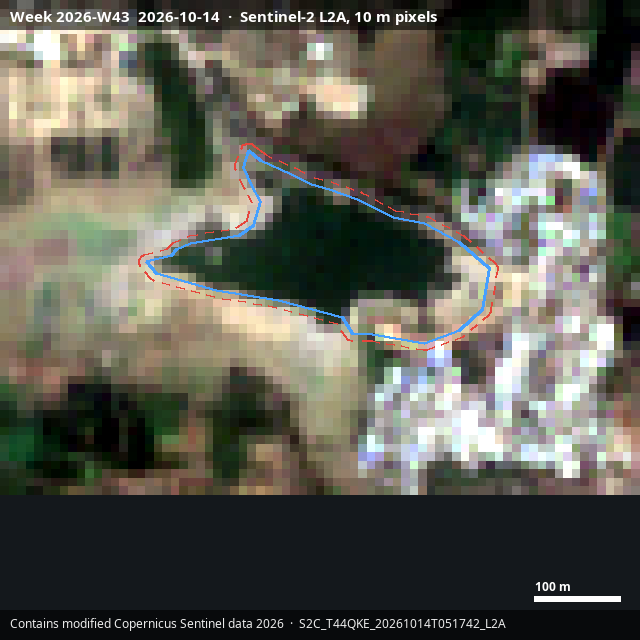 Week 2026-W43  2026-10-14  ·  Sentinel-2 L2A, 10 m pixels
100 m
Contains modified Copernicus Sentinel data 2026  ·  S2C_T44QKE_20261014T051742_L2A